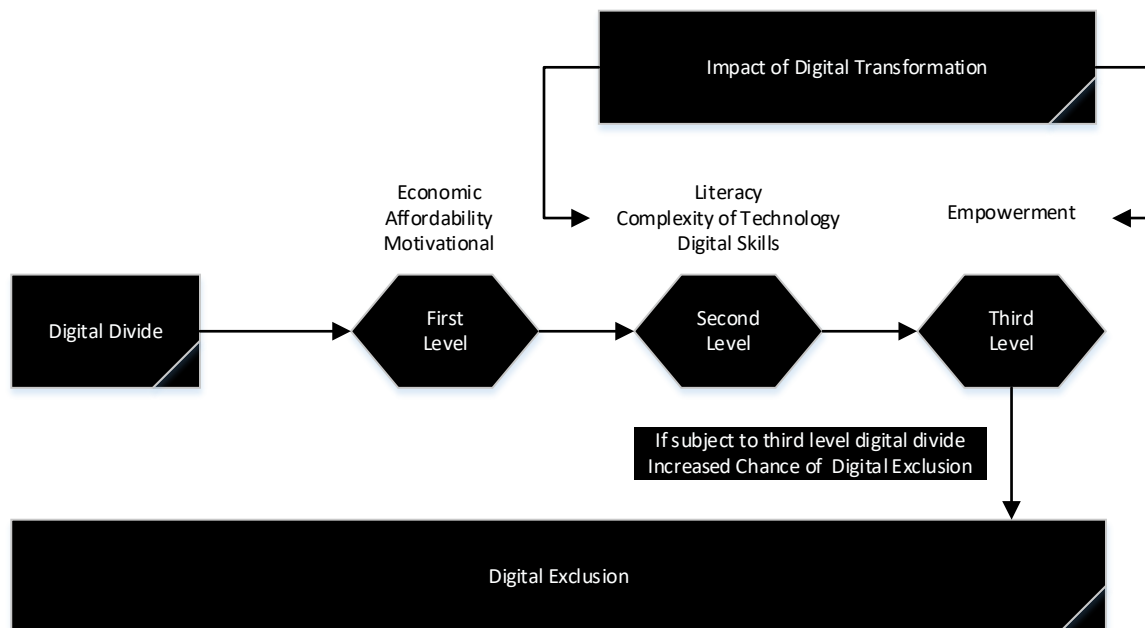 Impact of Digital Transformation
Economic
Affordability
Motivational
Literacy
Complexity of Technology
Digital Skills
Empowerment
Digital Divide
First
Level
Second
Level
Third
Level
If subject to third level digital divide
Increased Chance of Digital Exclusion
Digital Exclusion